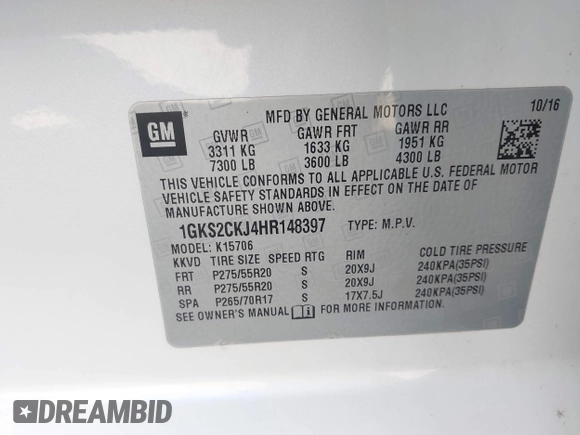 GM
MFD BY GENERAL MOTORS LLC 10/16
GVWR GAWR FRT GAWR RR
3311 KG 1633 KG 1951 KG
7300 LB 3600 LB 4300 LB
THIS VEHICLE CONFORMS TO ALL APPLICABLE U.S. FEDERAL MOTOR
VEHICLE SAFETY STANDARDS IN EFFECT ON THE DATE OF
MANUFACTURE SHOWN ABOVE.
1GKS2CKJ4HR148397 TYPE: M.P.V.
MODEL: K15706
KKVD TIRE SIZE SPEED RTG RIM COLD TIRE PRESSURE
FRT P275/55R20 S 20X9J 240KPA(35PSI)
RR P275/55R20 S 20X9J 240KPA(35PSI)
SPA P265/70R17 S 17X7.5J 240KPA(35PSI)
SEE OWNER'S MANUAL FOR MORE INFORMATION.
DREAMBID